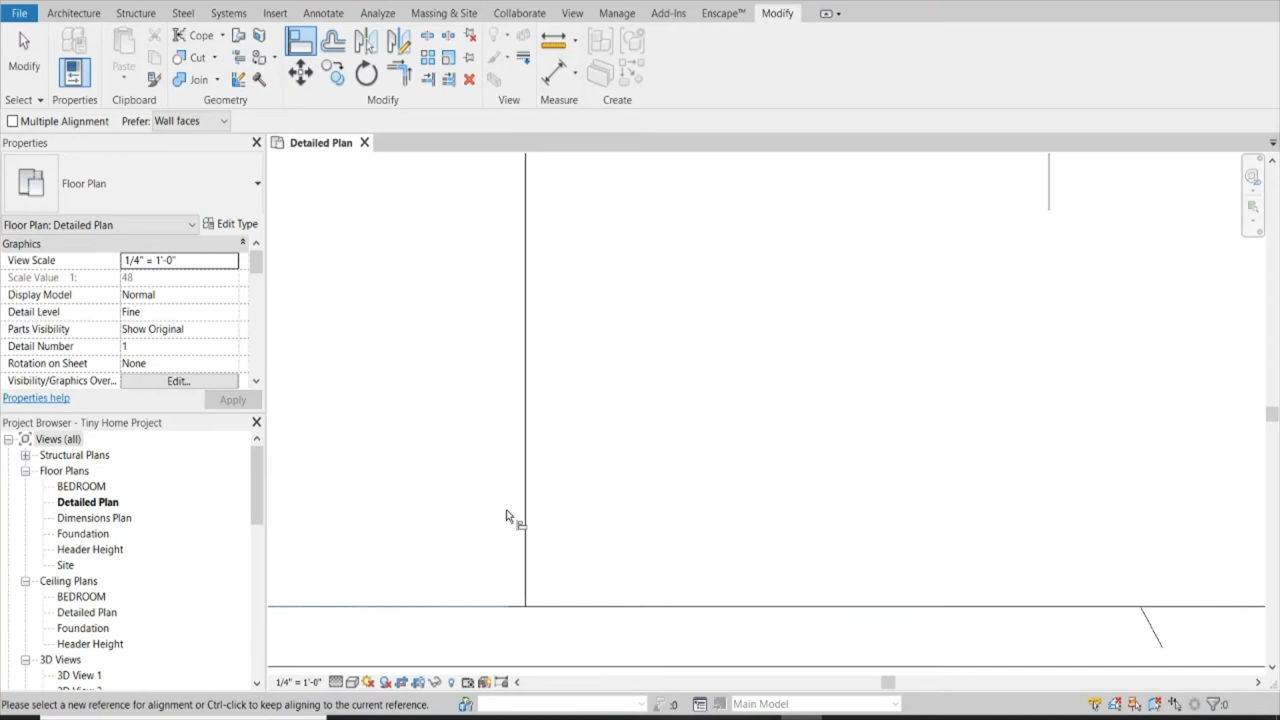 File Architecture Structure Steel Systems Insert Annotate Analyze Massing & Site Collaborate View Manage Add-Ins Enscape™ Modify
Cope
Cut
Join
Modify
Paste
Select Properties Clipboard Geometry Modify View Measure Create
Multiple Alignment Prefer: Wall faces
Properties
Detailed Plan
Floor Plan
Floor Plan: Detailed Plan Edit Type
Graphics
View Scale 1/4" = 1'-0"
Scale Value 1: 48
Display Model Normal
Detail Level Fine
Parts Visibility Show Original
Detail Number 1
Rotation on Sheet None
Visibility/Graphics Over... Edit...
Properties help Apply
Project Browser - Tiny Home Project
Views (all)
Structural Plans
Floor Plans
BEDROOM
Detailed Plan
Dimensions Plan
Foundation
Header Height
Site
Ceiling Plans
BEDROOM
Detailed Plan
Foundation
Header Height
3D Views
3D View 1
1/4" = 1'-0"
Please select a new reference for alignment or Ctrl-click to keep aligning to the current reference. :0 Main Model :0